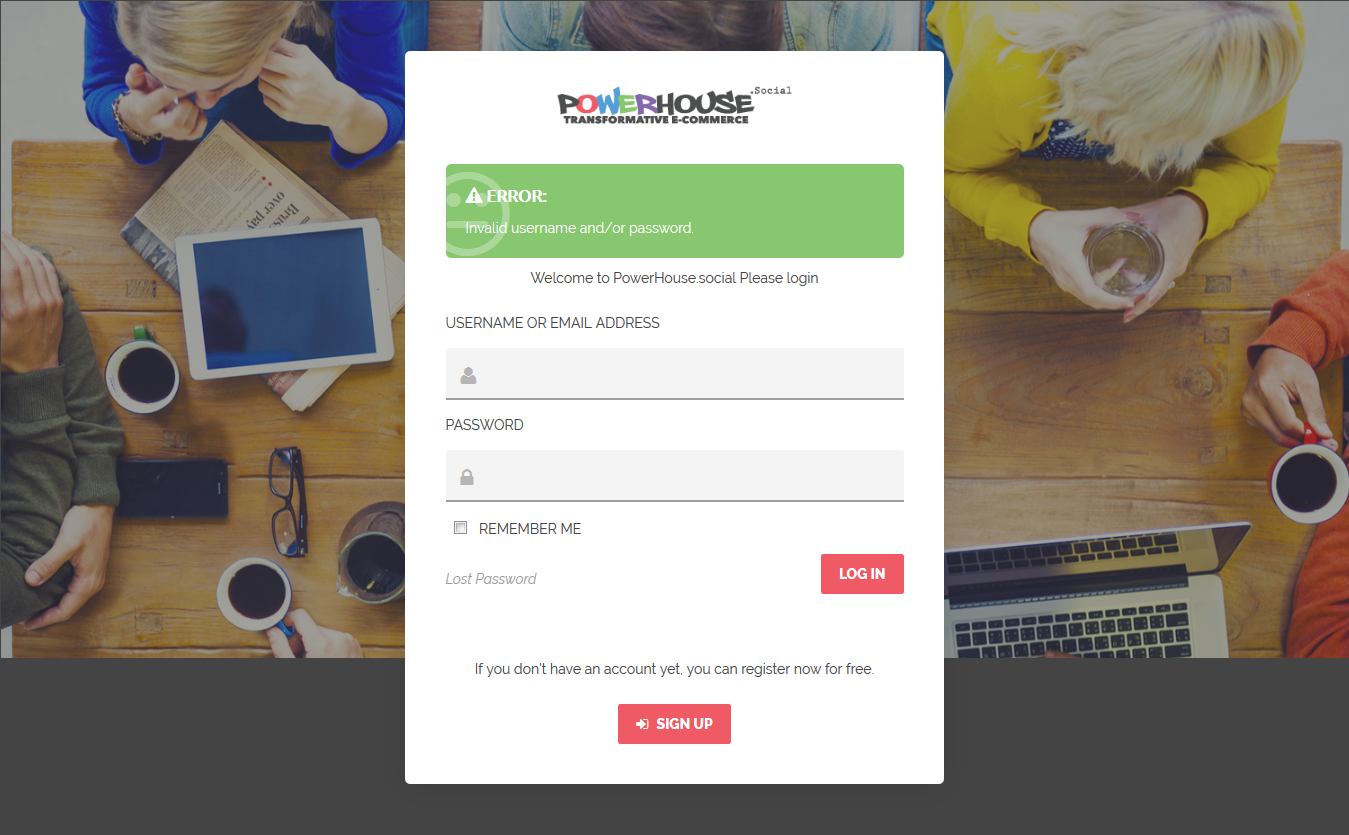 .Social
POWERHOUSE
TRANSFORMATIVE E-COMMERCE
ERROR:
Invalid username and/or password.
Welcome to PowerHouse.social Please login
USERNAME OR EMAIL ADDRESS
PASSWORD
REMEMBER ME
Lost Password
LOG IN
If you don't have an account yet, you can register now for free.
SIGN UP
over pay